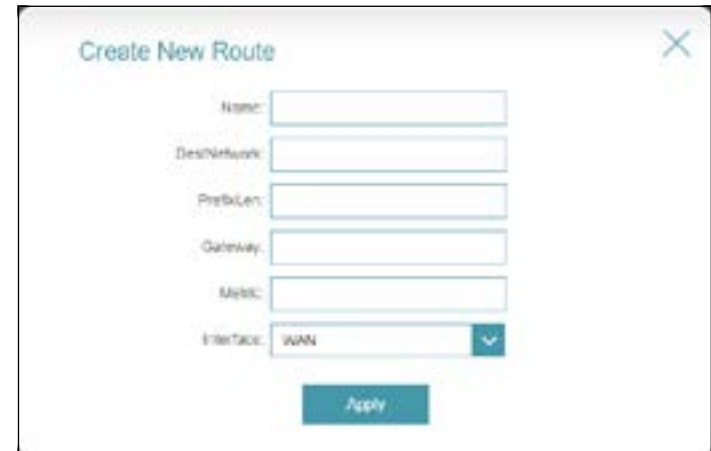 Create New Route
Name:
DestNetwork:
PrefixLen:
Gateway:
Metric:
Interface: WAN
Apply